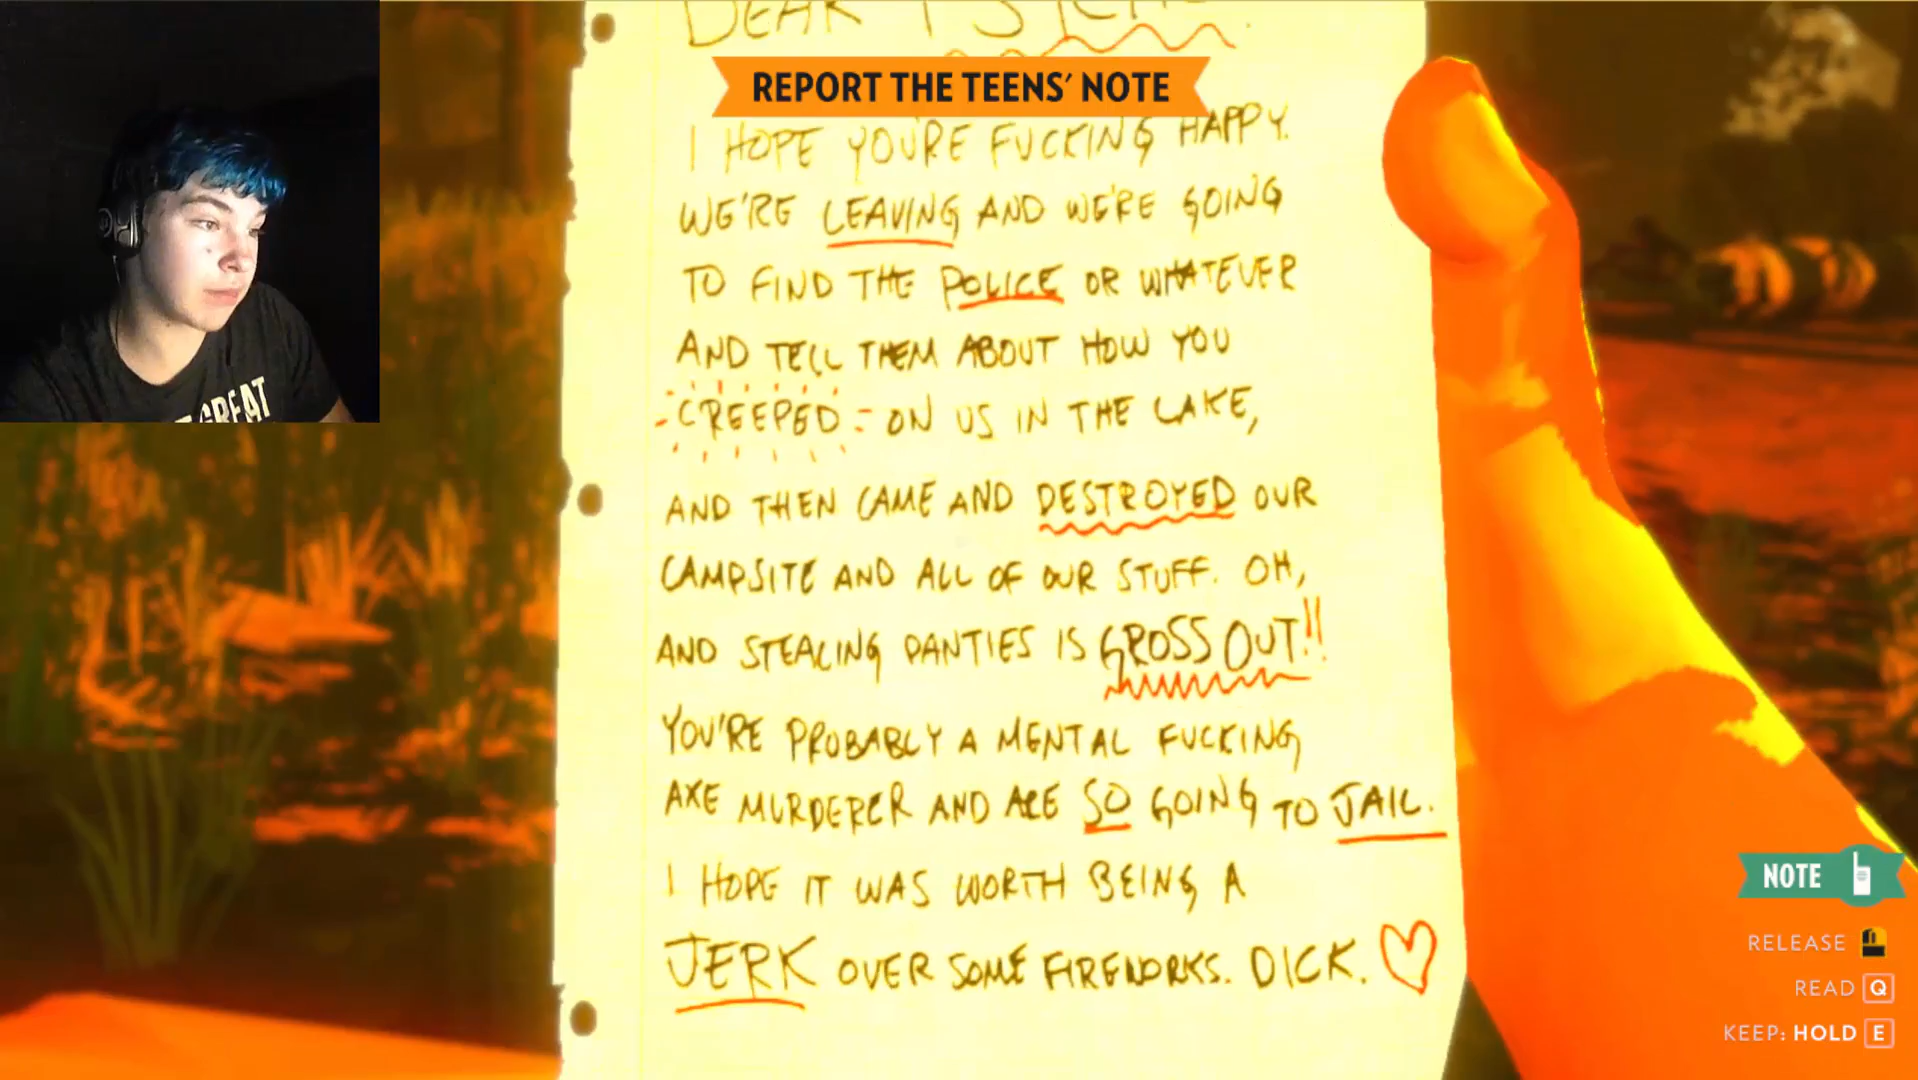 DEAR PSYCHO:
REPORT THE TEENS' NOTE
I HOPE YOU'RE FUCKING HAPPY.
WE'RE LEAVING AND WE'RE GOING
TO FIND THE POLICE OR WHATEVER
AND TELL THEM ABOUT HOW YOU
CREEPED ON US IN THE LAKE,
AND THEN CAME AND DESTROYED OUR
CAMPSITE AND ALL OF OUR STUFF. OH,
AND STEALING PANTIES IS GROSS OUT!!
YOU'RE PROBABLY A MENTAL FUCKING
AXE MURDERER AND ARE SO GOING TO JAIL.
I HOPE IT WAS WORTH BEING A
JERK OVER SOME FIREWORKS. DICK.
GREAT
NOTE
RELEASE
READ Q
KEEP: HOLD E